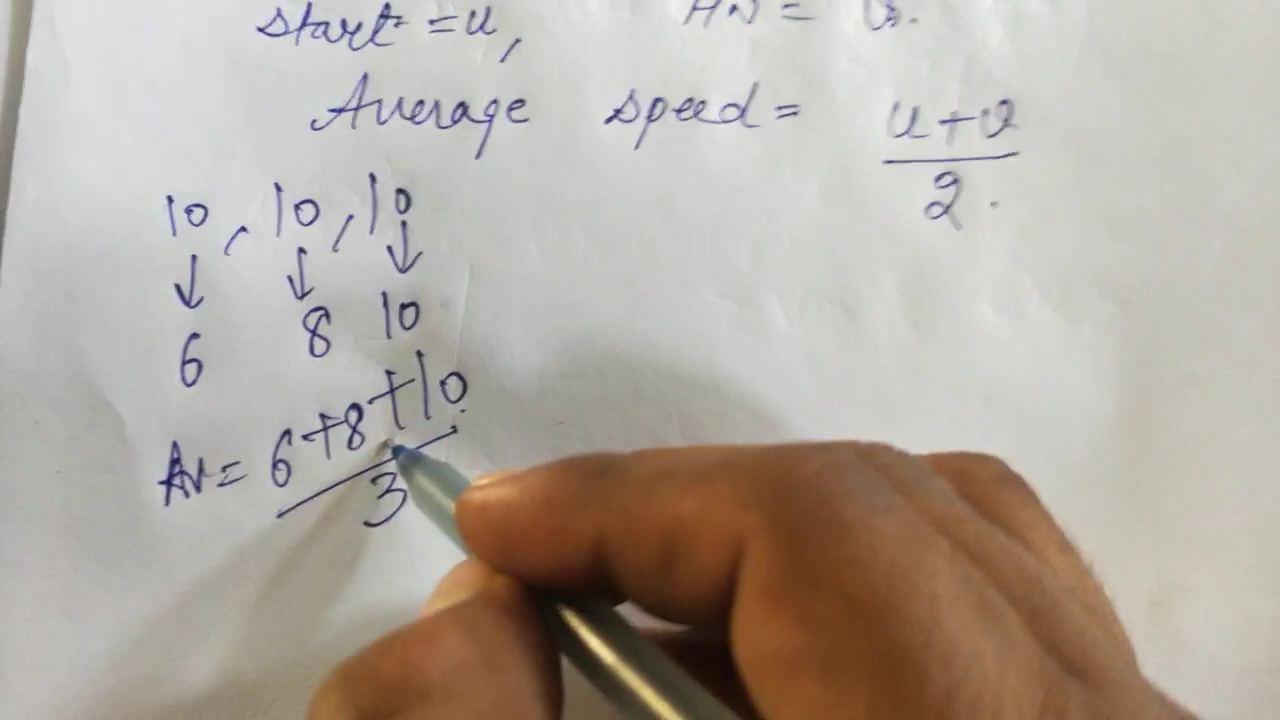 start = u,
Average speed = u+v
2.
10, 10, 10
↓ ↓ ↓
6 8 10
Av = 6+8+10
3